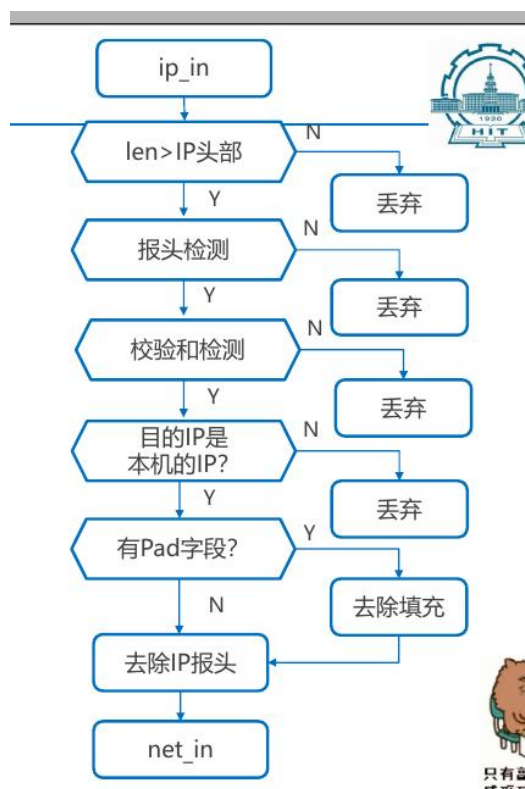 ip_in
len>IP头部
N
Y
丢弃
报头检测
N
Y
丢弃
校验和检测
N
Y
丢弃
目的IP是
本机的IP?
N
Y
丢弃
有Pad字段?
Y
N
去除填充
去除IP报头
net_in
1920
HIT
只有